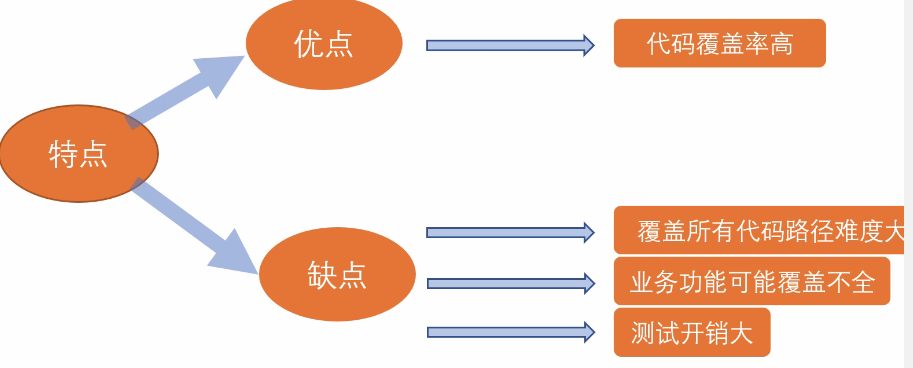 优点
代码覆盖率高
特点
覆盖所有代码路径难度大
缺点
业务功能可能覆盖不全
测试开销大